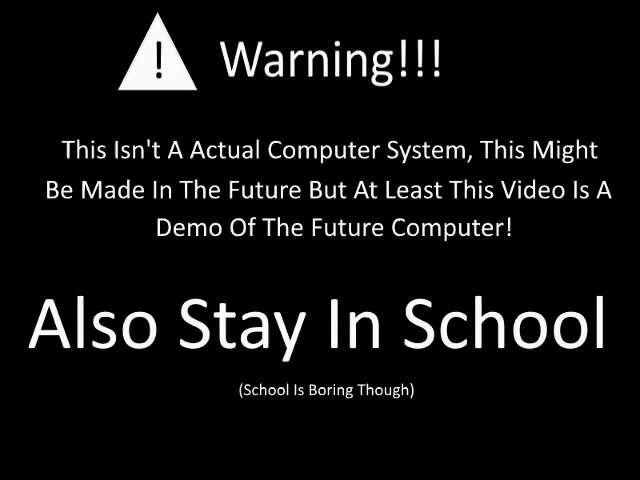 ! Warning!!!
This Isn't A Actual Computer System, This Might
Be Made In The Future But At Least This Video Is A
Demo Of The Future Computer!
Also Stay In School
(School Is Boring Though)